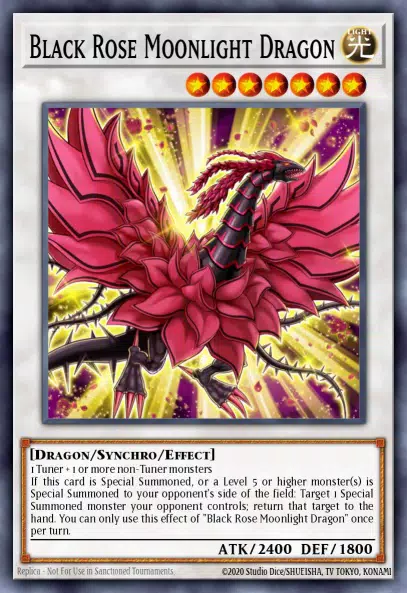 BLACK ROSE MOONLIGHT DRAGON
LIGHT
光
[DRAGON/SYNCHRO/EFFECT]
1 Tuner + 1 or more non-Tuner monsters
If this card is Special Summoned, or a Level 5 or higher monster(s) is
Special Summoned to your opponent's side of the field: Target 1 Special
Summoned monster your opponent controls; return that target to
the hand. You can only use this effect of "Black Rose Moonlight Dragon" once
per turn.
ATK/2400 DEF/1800
Replica - Not For Use in Sanctioned Tournaments
©2020 Studio Dice/SHUEISHA, TV TOKYO, KONAMI